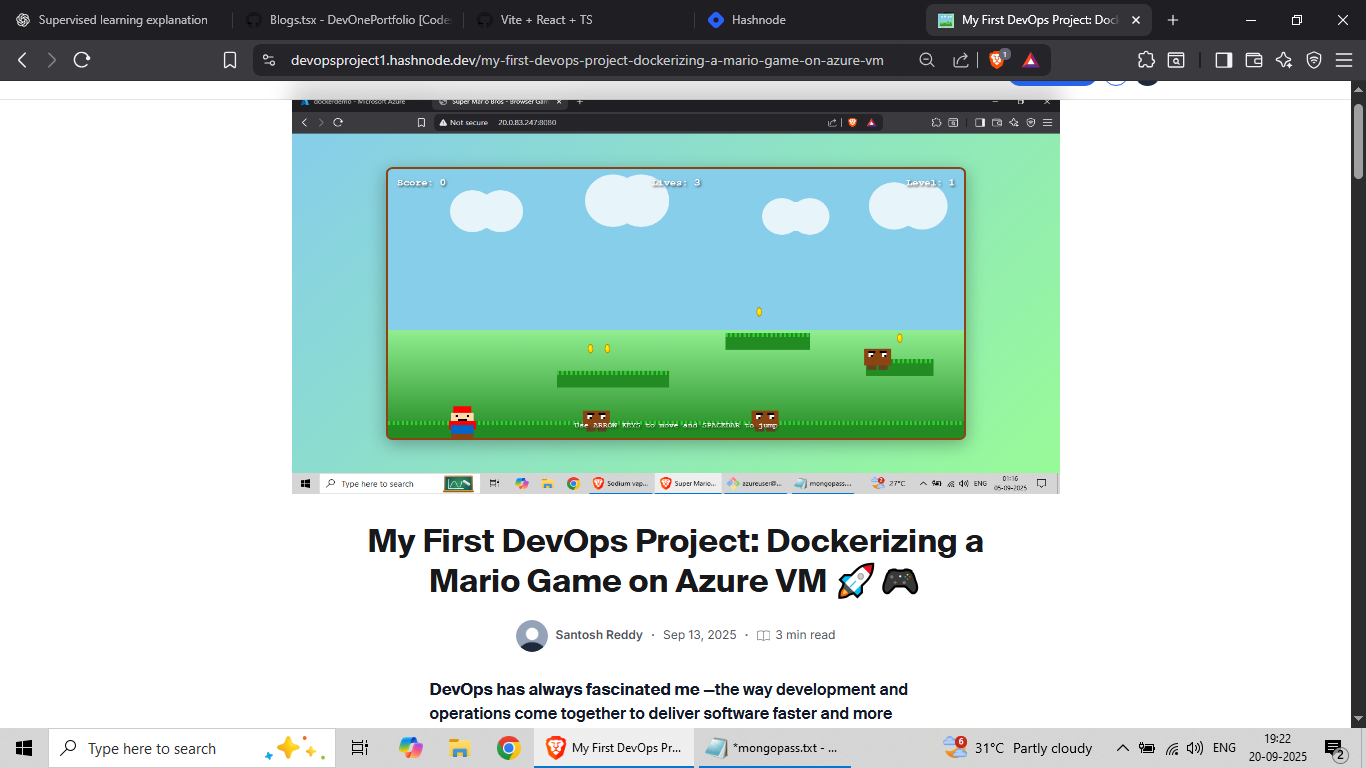 Supervised learning explanation
Blogs.tsx - DevOnePortfolio [Code
Vite + React + TS
Hashnode
My First DevOps Project: Dock
devopsproject1.hashnode.dev/my-first-devops-project-dockerizing-a-mario-game-on-azure-vm
1
dockerdemo - Microsoft Azure
Super Mario Bros - Browser Gam
Not secure 20.0.83.247:8080
Score: 0
Lives: 3
Level: 1
Use ARROW KEYS to move and SPACEBAR to jump
Type here to search
Sodium vap...
Super Mario...
azureuser@...
mongopass....
27°C
ENG
01:16
05-09-2025
My First DevOps Project: Dockerizing a
Mario Game on Azure VM 🚀🎮
Santosh Reddy · Sep 13, 2025 · 3 min read
DevOps has always fascinated me —the way development and
operations come together to deliver software faster and more
Type here to search
My First DevOps Pr...
*mongopass.txt - ...
6
31°C Partly cloudy
ENG
19:22
20-09-2025
2